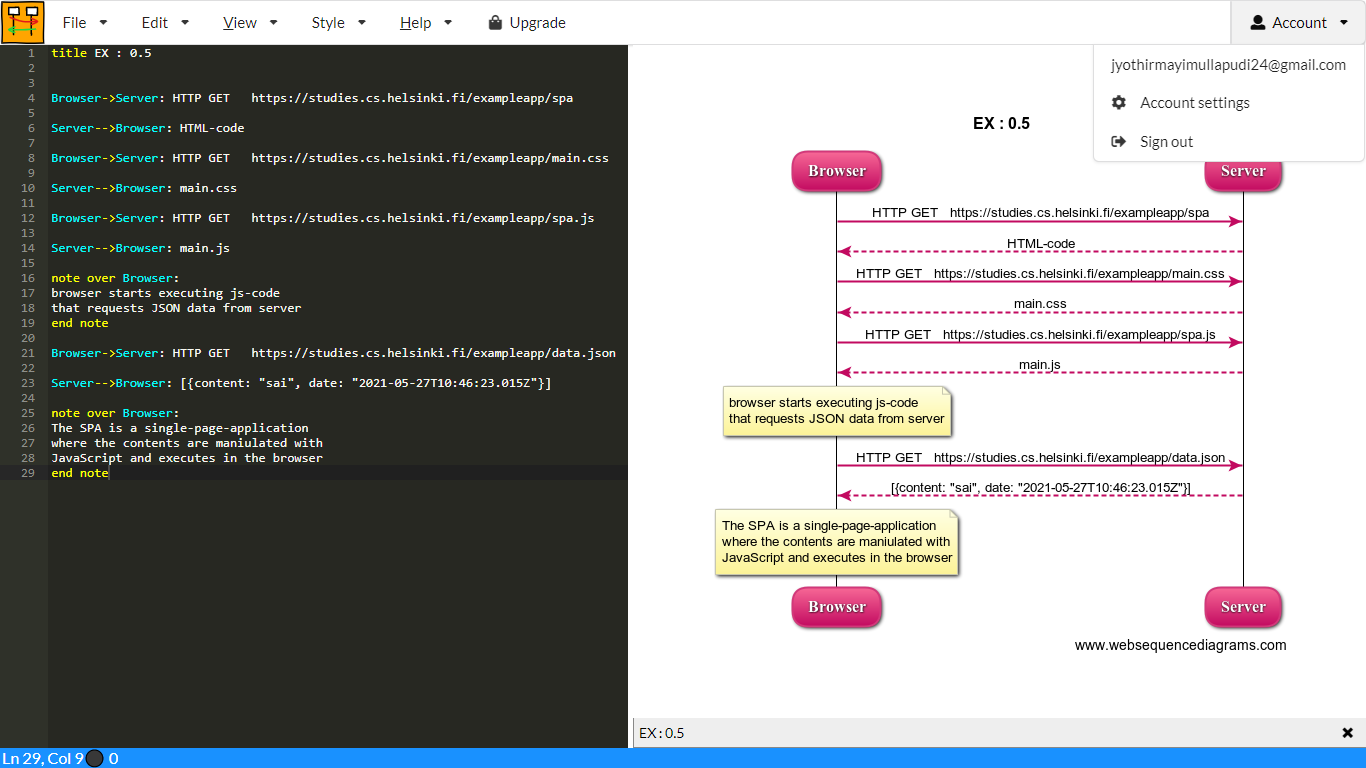 File Edit View Style Help Upgrade Account
jyothirmayimullapudi24@gmail.com
Account settings
Sign out
1 title EX : 0.5
2
3
4 Browser->Server: HTTP GET https://studies.cs.helsinki.fi/exampleapp/spa
5
6 Server-->Browser: HTML-code
7
8 Browser->Server: HTTP GET https://studies.cs.helsinki.fi/exampleapp/main.css
9
10 Server-->Browser: main.css
11
12 Browser->Server: HTTP GET https://studies.cs.helsinki.fi/exampleapp/spa.js
13
14 Server-->Browser: main.js
15
16 note over Browser:
17 browser starts executing js-code
18 that requests JSON data from server
19 end note
20
21 Browser->Server: HTTP GET https://studies.cs.helsinki.fi/exampleapp/data.json
22
23 Server-->Browser: [{content: "sai", date: "2021-05-27T10:46:23.015Z"}]
24
25 note over Browser:
26 The SPA is a single-page-application
27 where the contents are maniulated with
28 JavaScript and executes in the browser
29 end note
EX : 0.5
Browser Server
HTTP GET https://studies.cs.helsinki.fi/exampleapp/spa
HTML-code
HTTP GET https://studies.cs.helsinki.fi/exampleapp/main.css
main.css
HTTP GET https://studies.cs.helsinki.fi/exampleapp/spa.js
main.js
browser starts executing js-code
that requests JSON data from server
HTTP GET https://studies.cs.helsinki.fi/exampleapp/data.json
[{content: "sai", date: "2021-05-27T10:46:23.015Z"}]
The SPA is a single-page-application
where the contents are maniulated with
JavaScript and executes in the browser
Browser Server
www.websequencediagrams.com
EX : 0.5
Ln 29, Col 9 0